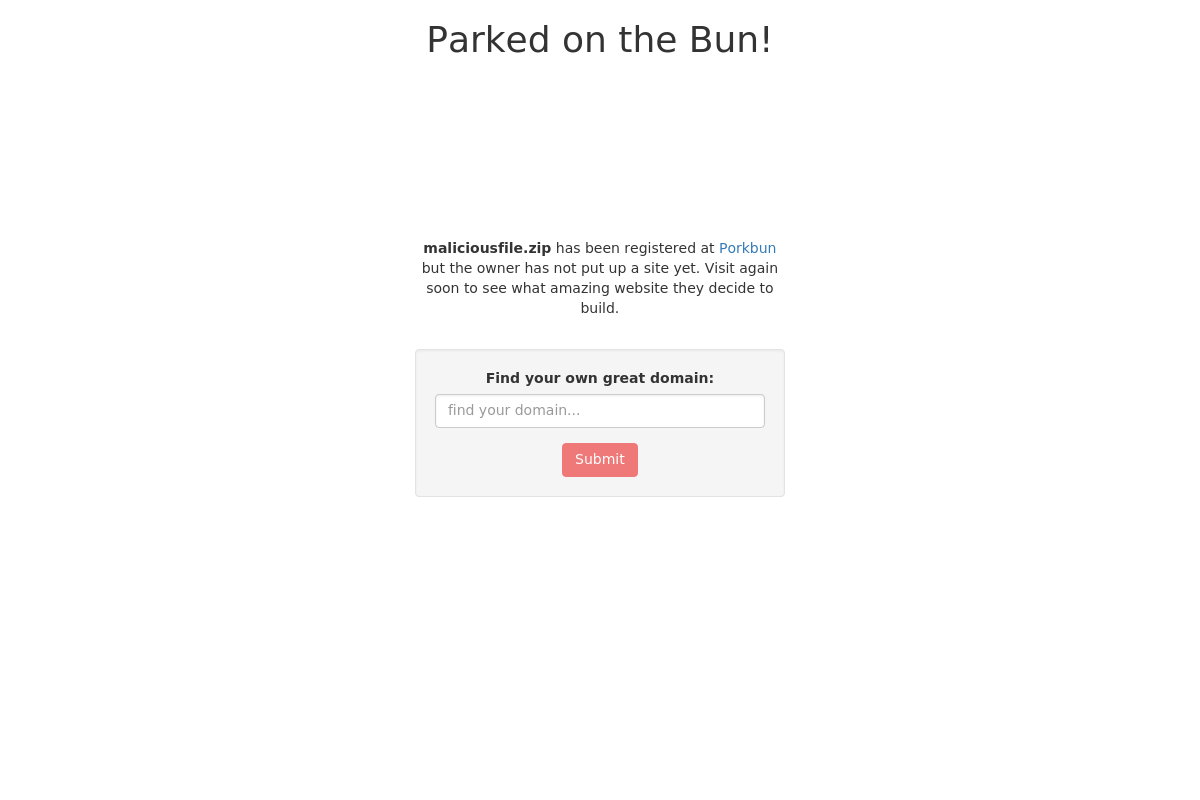 Parked on the Bun!
maliciousfile.zip has been registered at Porkbun
but the owner has not put up a site yet. Visit again
soon to see what amazing website they decide to
build.
Find your own great domain:
find your domain...
Submit